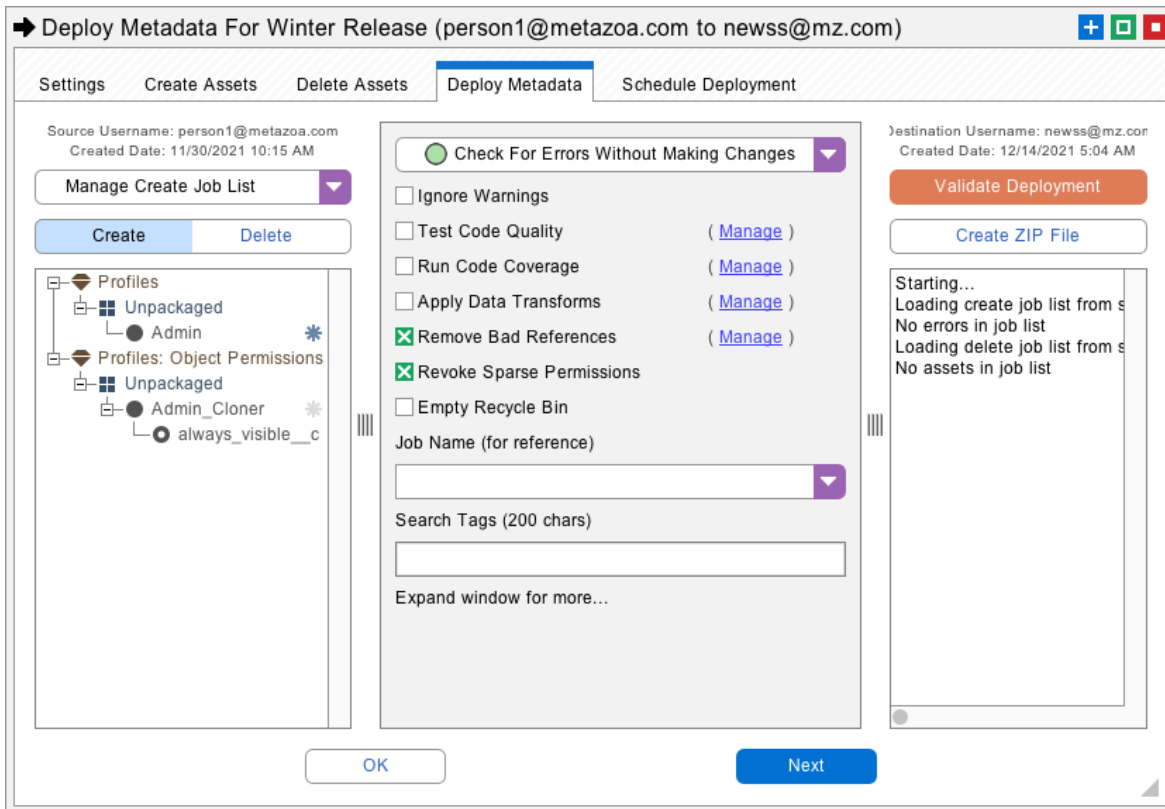 Deploy Metadata For Winter Release (person1@metazoa.com to newss@mz.com)
Settings
Create Assets
Delete Assets
Deploy Metadata
Schedule Deployment
Source Username: person1@metazoa.com
Created Date: 11/30/2021 10:15 AM
Manage Create Job List
Create
Delete
Profiles
Unpackaged
Admin
Profiles: Object Permissions
Unpackaged
Admin_Cloner
always_visible__c
Check For Errors Without Making Changes
Ignore Warnings
Test Code Quality ( Manage )
Run Code Coverage ( Manage )
Apply Data Transforms ( Manage )
Remove Bad References ( Manage )
Revoke Sparse Permissions
Empty Recycle Bin
Job Name (for reference)
Search Tags (200 chars)
Expand window for more...
Destination Username: newss@mz.com
Created Date: 12/14/2021 5:04 AM
Validate Deployment
Create ZIP File
Starting...
Loading create job list from s
No errors in job list
Loading delete job list from s
No assets in job list
OK
Next